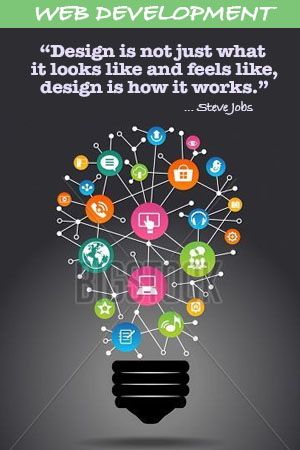 WEB DEVELOPMENT
“Design is not just what
it looks like and feels like,
design is how it works.”
... Steve Jobs